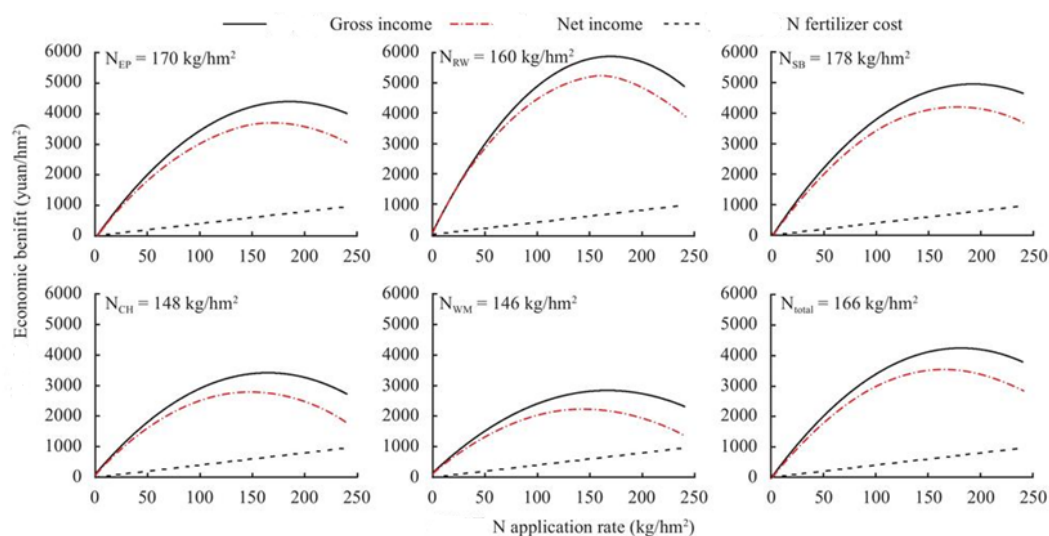 Gross income Net income N fertilizer cost
Economic benifit (yuan/hm²)
N_EP = 170 kg/hm²
6000
5000
4000
3000
2000
1000
0
0 50 100 150 200 250
N_RW = 160 kg/hm²
6000
5000
4000
3000
2000
1000
0
0 50 100 150 200 250
N_SB = 178 kg/hm²
6000
5000
4000
3000
2000
1000
0
0 50 100 150 200 250
N_CH = 148 kg/hm²
6000
5000
4000
3000
2000
1000
0
0 50 100 150 200 250
N_WM = 146 kg/hm²
6000
5000
4000
3000
2000
1000
0
0 50 100 150 200 250
N_total = 166 kg/hm²
6000
5000
4000
3000
2000
1000
0
0 50 100 150 200 250
N application rate (kg/hm²)